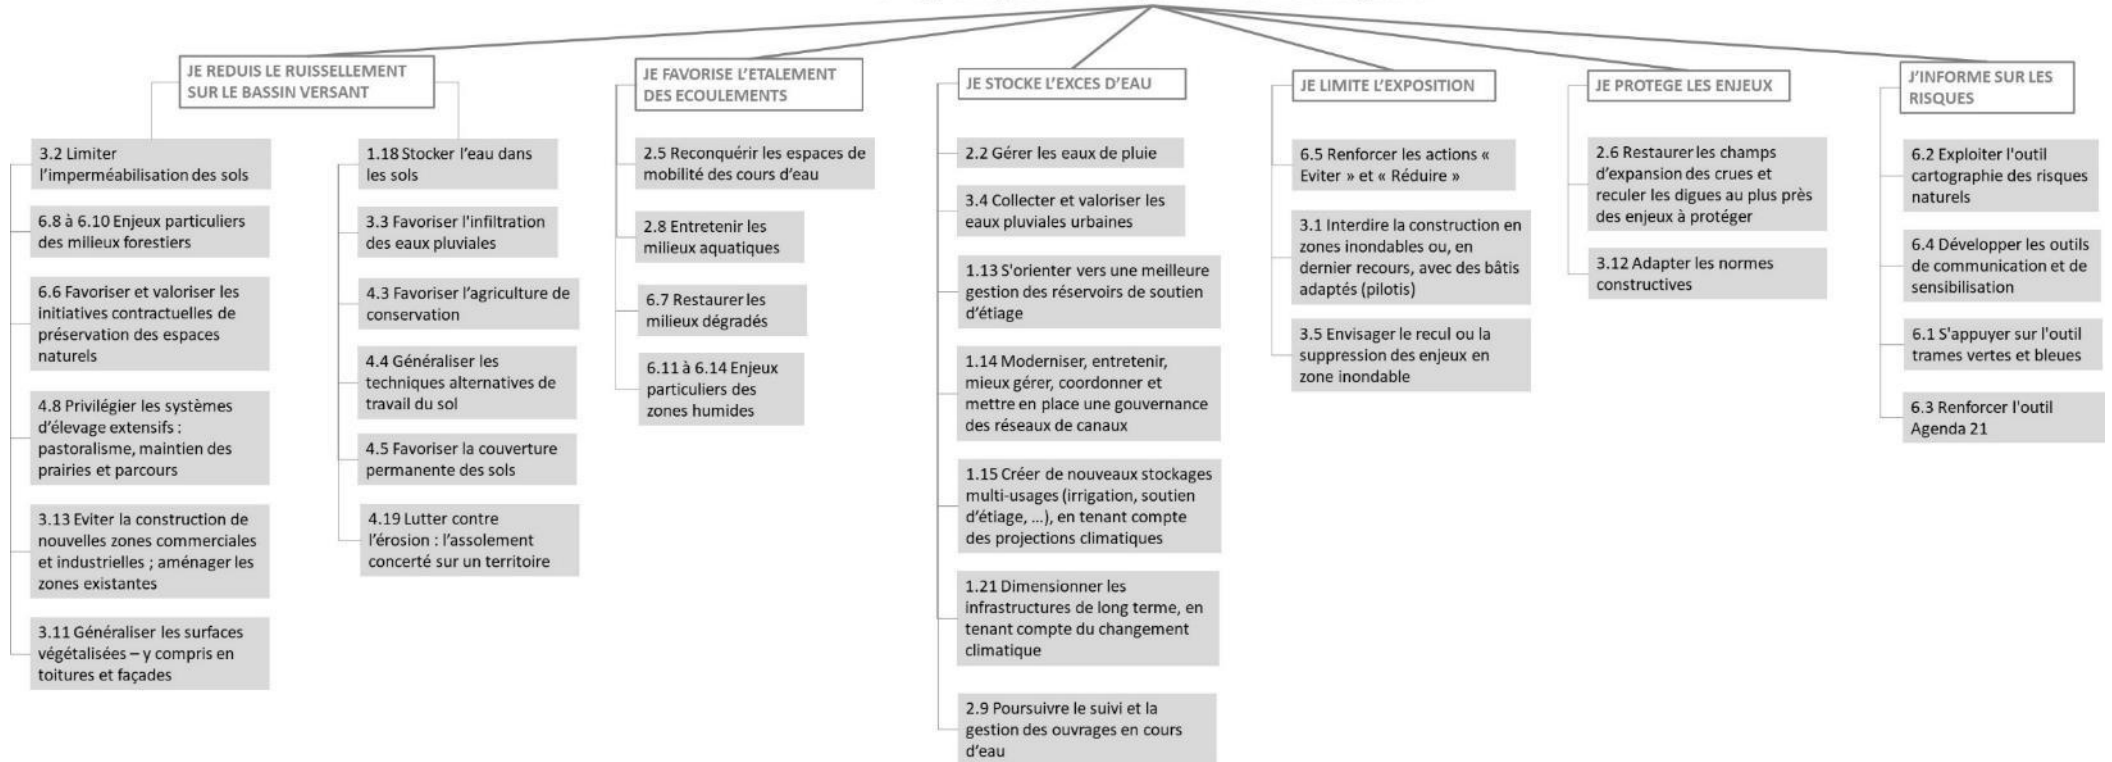 JE REDUIS LE RUISSELLEMENT
SUR LE BASSIN VERSANT
3.2 Limiter
l'imperméabilisation des sols
6.8 à 6.10 Enjeux particuliers
des milieux forestiers
6.6 Favoriser et valoriser les
initiatives contractuelles de
préservation des espaces
naturels
4.8 Privilégier les systèmes
d'élevage extensifs :
pastoralisme, maintien des
prairies et parcours
3.13 Eviter la construction de
nouvelles zones commerciales
et industrielles ; aménager les
zones existantes
3.11 Généraliser les surfaces
végétalisées – y compris en
toitures et façades
1.18 Stocker l'eau dans
les sols
3.3 Favoriser l'infiltration
des eaux pluviales
4.3 Favoriser l'agriculture de
conservation
4.4 Généraliser les
techniques alternatives de
travail du sol
4.5 Favoriser la couverture
permanente des sols
4.19 Lutter contre
l'érosion : l'assolement
concerté sur un territoire
JE FAVORISE L'ETALEMENT
DES ECOULEMENTS
2.5 Reconquérir les espaces de
mobilité des cours d'eau
2.8 Entretenir les
milieux aquatiques
6.7 Restaurer les
milieux dégradés
6.11 à 6.14 Enjeux
particuliers des
zones humides
JE STOCKE L'EXCES D'EAU
2.2 Gérer les eaux de pluie
3.4 Collecter et valoriser les
eaux pluviales urbaines
1.13 S'orienter vers une meilleure
gestion des réservoirs de soutien
d'étiage
1.14 Moderniser, entretenir,
mieux gérer, coordonner et
mettre en place une gouvernance
des réseaux de canaux
1.15 Créer de nouveaux stockages
multi-usages (irrigation, soutien
d'étiage, ...), en tenant compte
des projections climatiques
1.21 Dimensionner les
infrastructures de long terme, en
tenant compte du changement
climatique
2.9 Poursuivre le suivi et la
gestion des ouvrages en cours
d'eau
JE LIMITE L'EXPOSITION
6.5 Renforcer les actions «
Eviter » et « Réduire »
3.1 Interdire la construction en
zones inondables ou, en
dernier recours, avec des bâtis
adaptés (pilotis)
3.5 Envisager le recul ou la
suppression des enjeux en
zone inondable
JE PROTEGE LES ENJEUX
2.6 Restaurer les champs
d'expansion des crues et
reculer les digues au plus près
des enjeux à protéger
3.12 Adapter les normes
constructives
J'INFORME SUR LES
RISQUES
6.2 Exploiter l'outil
cartographie des risques
naturels
6.4 Développer les outils
de communication et de
sensibilisation
6.1 S'appuyer sur l'outil
trames vertes et bleues
6.3 Renforcer l'outil
Agenda 21